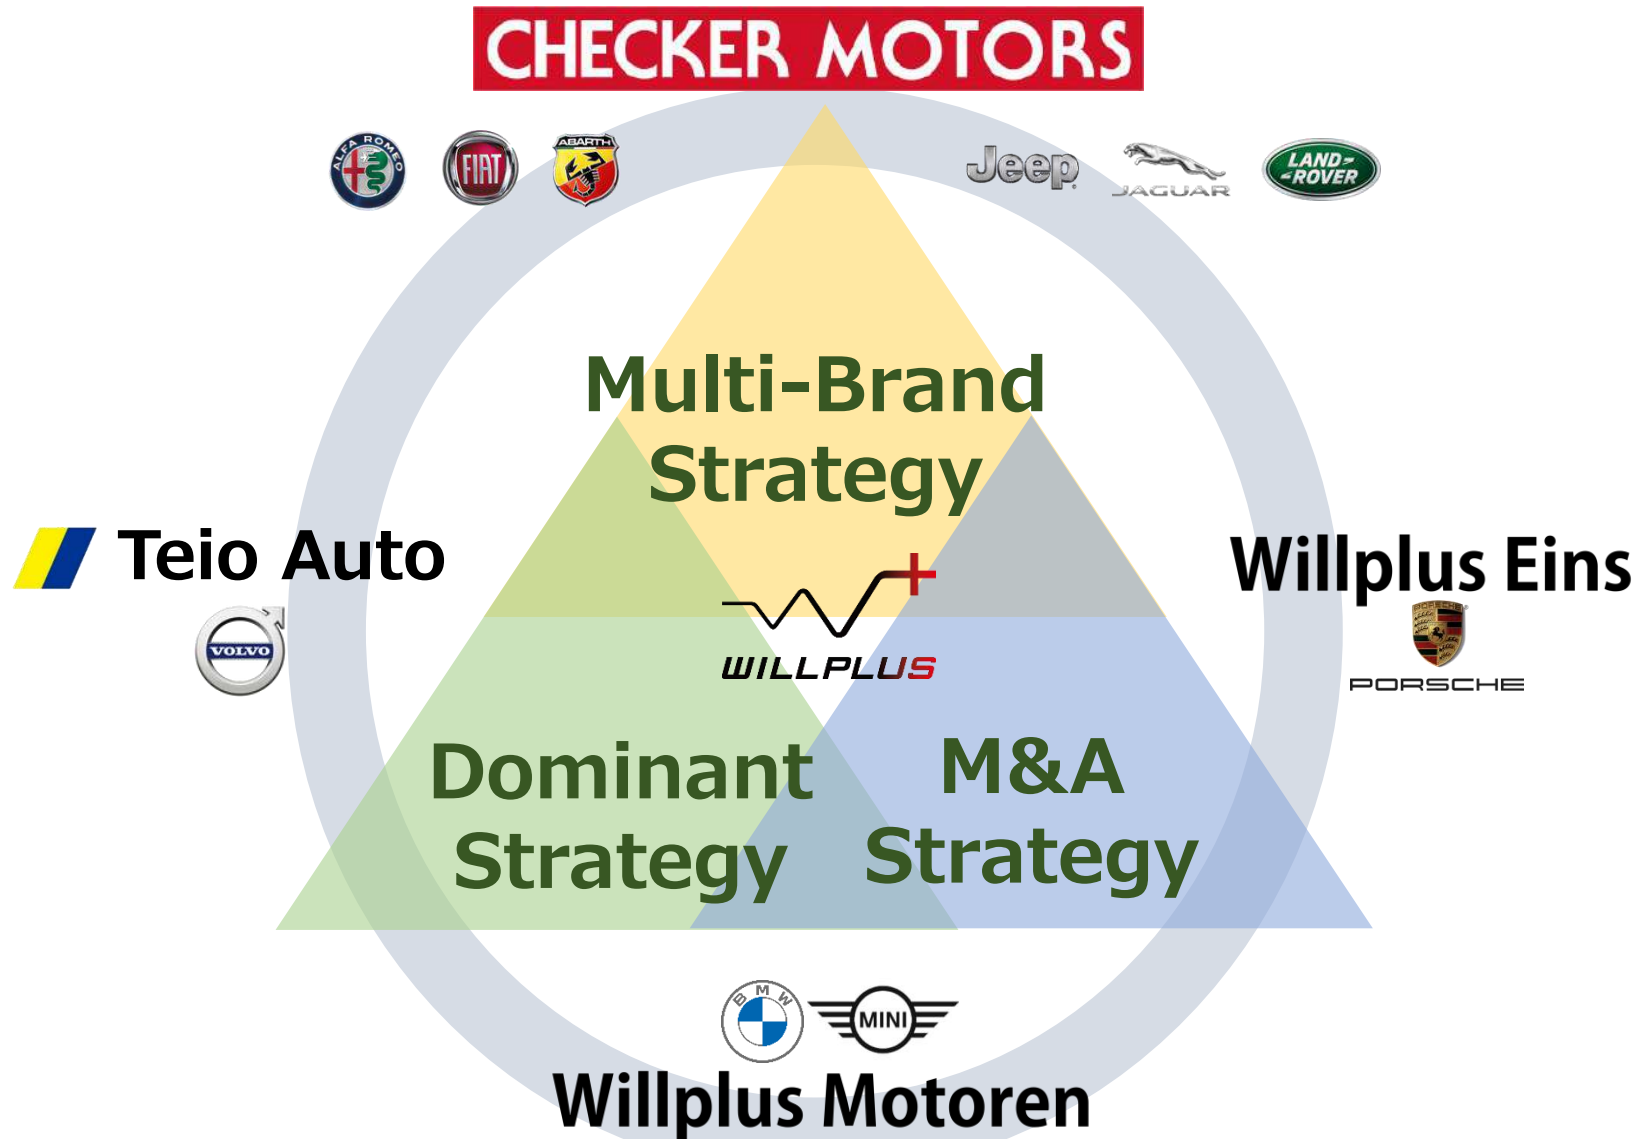 CHECKER MOTORS
ALFA ROMEO
FIAT
ABARTH
Jeep
JAGUAR
LAND-
-ROVER
Multi-Brand
Strategy
Teio Auto
VOLVO
WILLPLUS
Willplus Eins
PORSCHE
PORSCHE
Dominant
Strategy
M&A
Strategy
BMW
MINI
Willplus Motoren